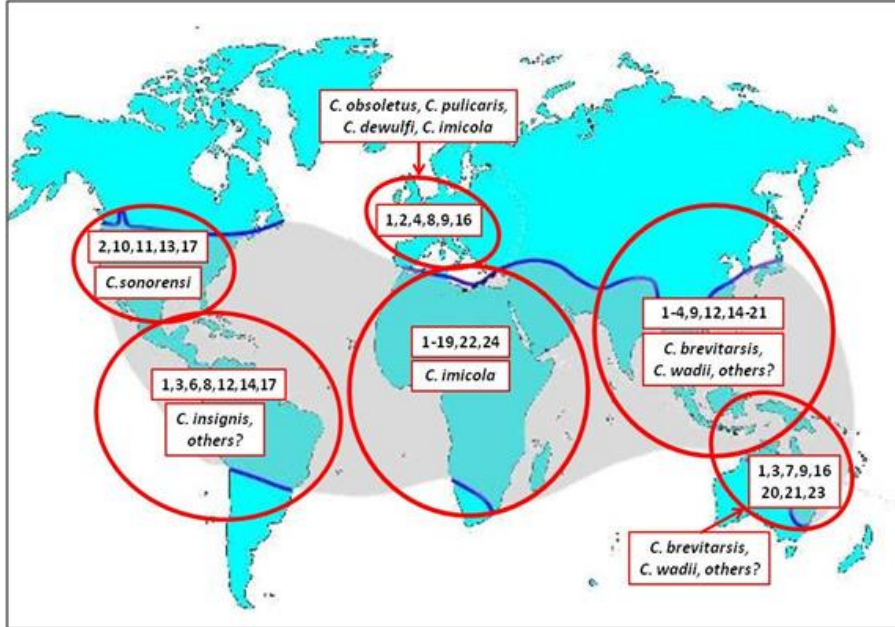 C. obsoletus, C. pulicaris,
C. dewulfi, C. imicola
1,2,4,8,9,16
2,10,11,13,17
C.sonorensi
1-4,9,12,14-21
C. brevitarsis,
C. wadii, others?
1-19,22,24
C. imicola
1,3,6,8,12,14,17
C. insignis,
others?
1,3,7,9,16
20,21,23
C. brevitarsis,
C. wadii, others?